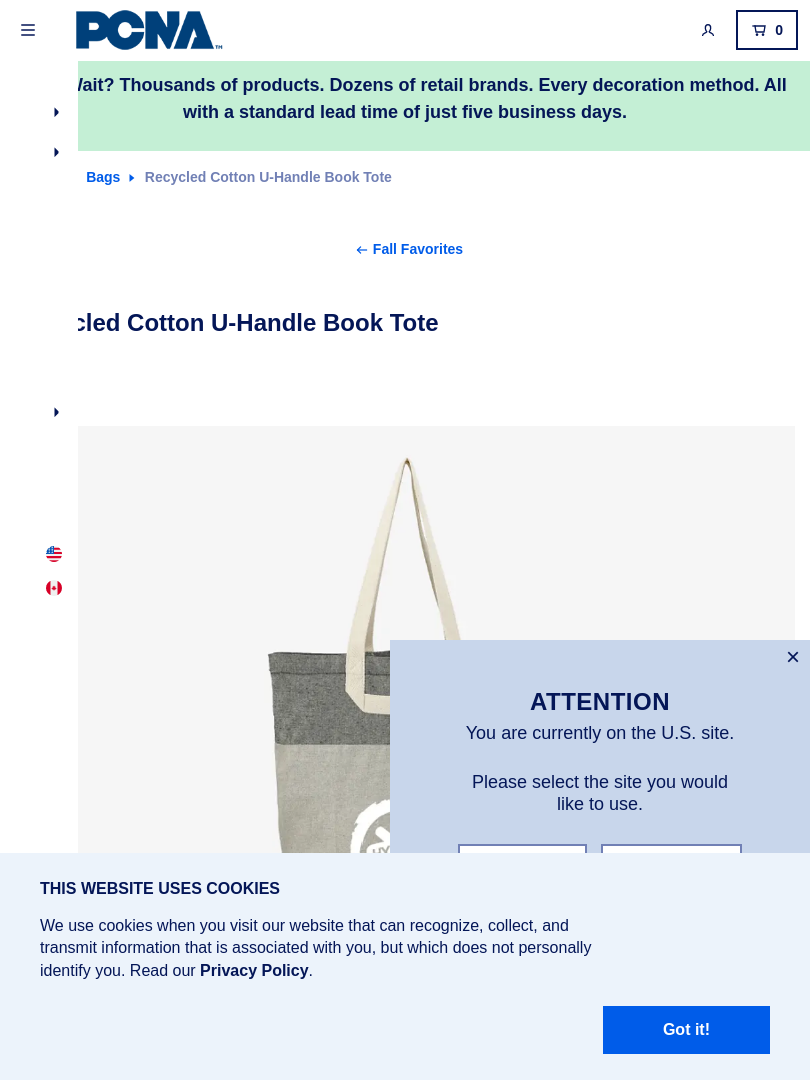 PCNA™
0
Wait? Thousands of products. Dozens of retail brands. Every decoration method. All
with a standard lead time of just five business days.
Bags
Recycled Cotton U-Handle Book Tote
← Fall Favorites
cled Cotton U-Handle Book Tote
HY
ATTENTION
You are currently on the U.S. site.
Please select the site you would
like to use.
THIS WEBSITE USES COOKIES
We use cookies when you visit our website that can recognize, collect, and
transmit information that is associated with you, but which does not personally
identify you. Read our Privacy Policy.
Got it!